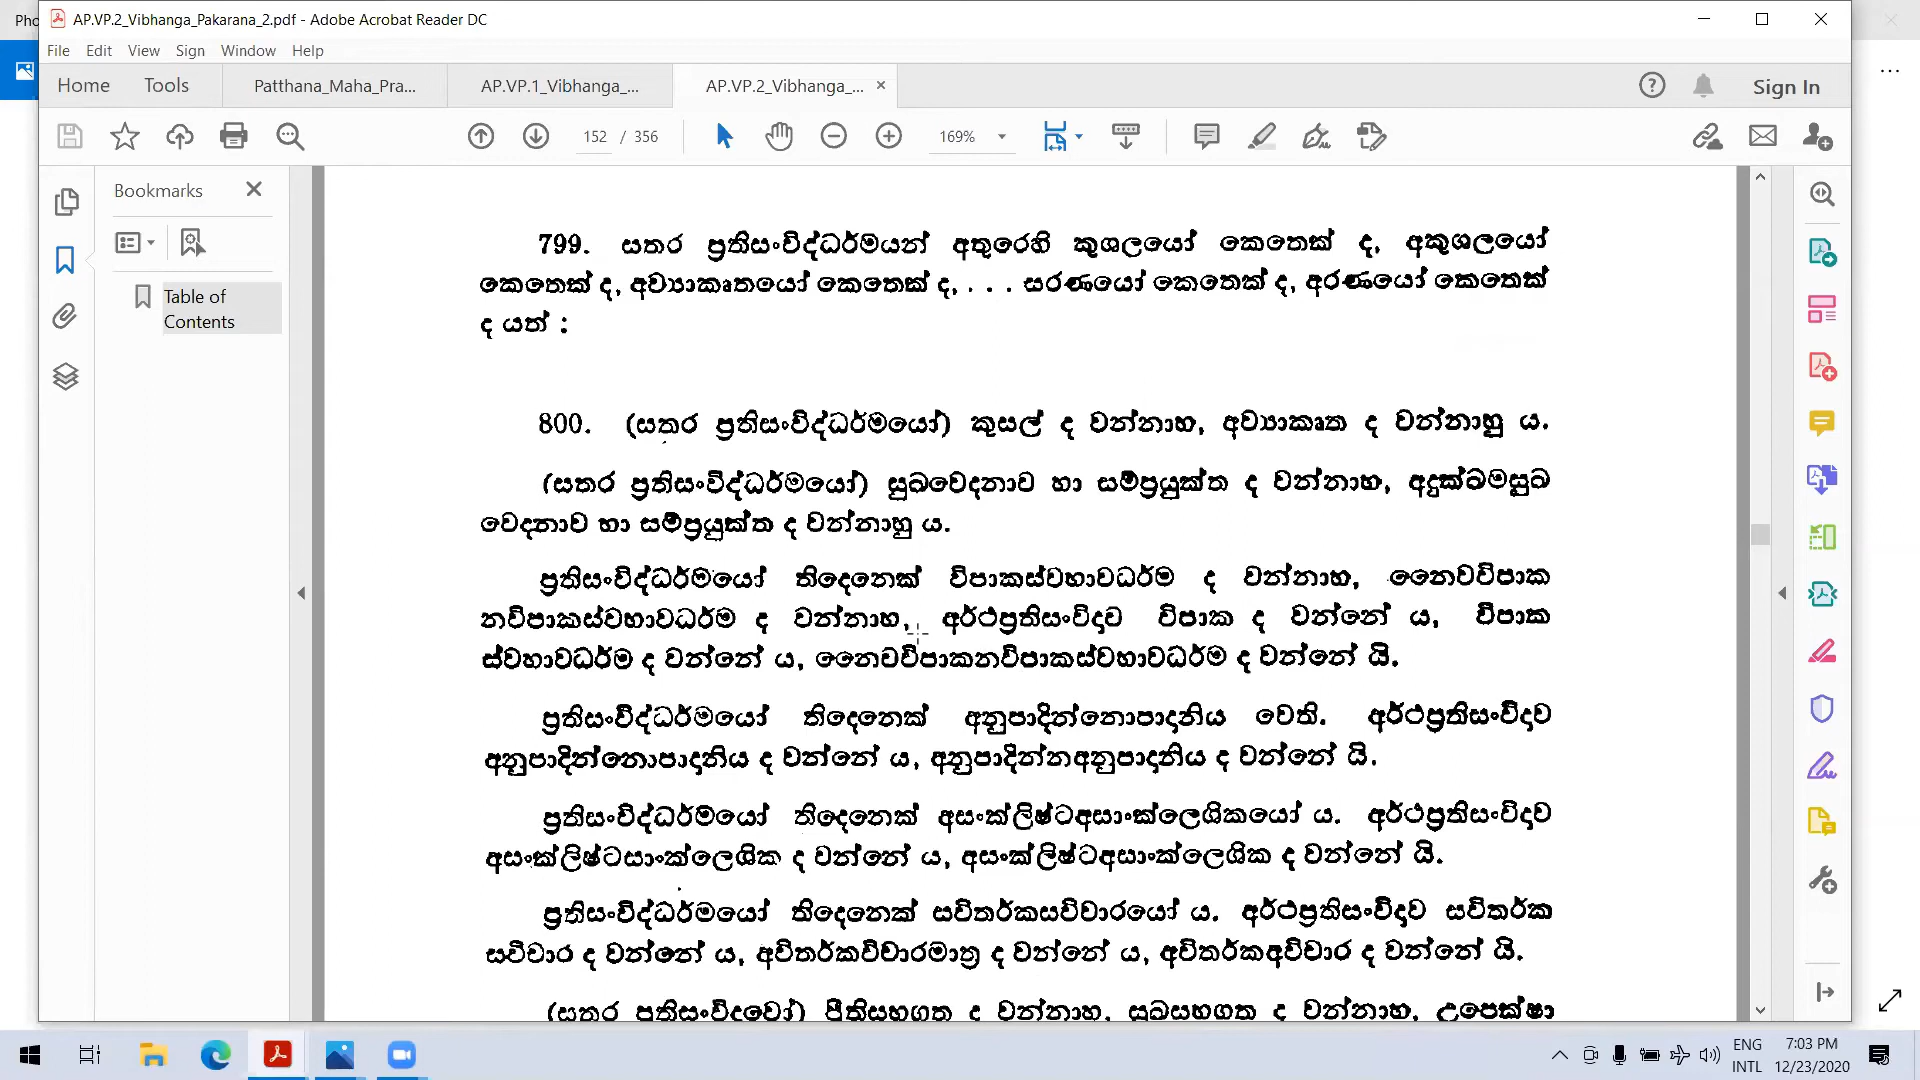 Pho
AP.VP.2_Vibhanga_Pakarana_2.pdf - Adobe Acrobat Reader DC
File Edit View Sign Window Help
Home Tools Patthana_Maha_Pra... AP.VP.1_Vibhanga_... AP.VP.2_Vibhanga_... × Sign In
152 / 356 169%
Bookmarks
Table of
Contents
799. සතර ප්‍රතිසංවිද්ධර්මයන් අතුරෙහි කුශලයෝ කෙතෙක් ද, අකුශලයෝ
කෙතෙක් ද, අව්‍යාකෘතයෝ කෙතෙක් ද, . . . සරණයෝ කෙතෙක් ද, අරණයෝ කෙතෙක්
ද යත් :
800. (සතර ප්‍රතිසංවිද්ධර්මයෝ) කුසල් ද වන්නාහ, අව්‍යාකෘත ද වන්නාහු ය.
(සතර ප්‍රතිසංවිද්ධර්මයෝ) සුඛවේදනාව හා සම්ප්‍රයුක්ත ද වන්නාහ, අදුක්ඛමසුඛ
වේදනාව හා සම්ප්‍රයුක්ත ද වන්නාහු ය.
ප්‍රතිසංවිද්ධර්මයෝ තිදෙනෙක් විපාකස්වභාවධර්ම ද වන්නාහ, නෛවවිපාක
නවිපාකස්වභාවධර්ම ද වන්නාහ, අර්ථප්‍රතිසංවිදාව විපාක ද වන්නේ ය, විපාක
ස්වභාවධර්ම ද වන්නේ ය, නෛවවිපාකනවිපාකස්වභාවධර්ම ද වන්නේ යි.
ප්‍රතිසංවිද්ධර්මයෝ තිදෙනෙක් අනුපාදින්නොපාදානිය වෙති. අර්ථප්‍රතිසංවිදාව
අනුපාදින්නොපාදානිය ද වන්නේ ය, අනුපාදින්නඅනුපාදානිය ද වන්නේ යි.
ප්‍රතිසංවිද්ධර්මයෝ තිදෙනෙක් අසංක්ලිෂ්ටඅසාංක්ලෙශිකයෝ ය. අර්ථප්‍රතිසංවිදාව
අසංක්ලිෂ්ටසාංක්ලෙශික ද වන්නේ ය, අසංක්ලිෂ්ටඅසාංක්ලෙශික ද වන්නේ යි.
ප්‍රතිසංවිද්ධර්මයෝ තිදෙනෙක් සවිතර්කසවිචාරයෝ ය. අර්ථප්‍රතිසංවිදාව සවිතර්ක
සවිචාර ද වන්නේ ය, අවිතර්කවිචාරමාත්‍ර ද වන්නේ ය, අවිතර්කඅවිචාර ද වන්නේ යි.
(සතර ප්‍රතිසංවිදාවෝ) ප්‍රීතිසහගත ද වන්නාහ, සුඛසහගත ද වන්නාහ, උපෙක්ෂා
ENG 7:03 PM
INTL 12/23/2020